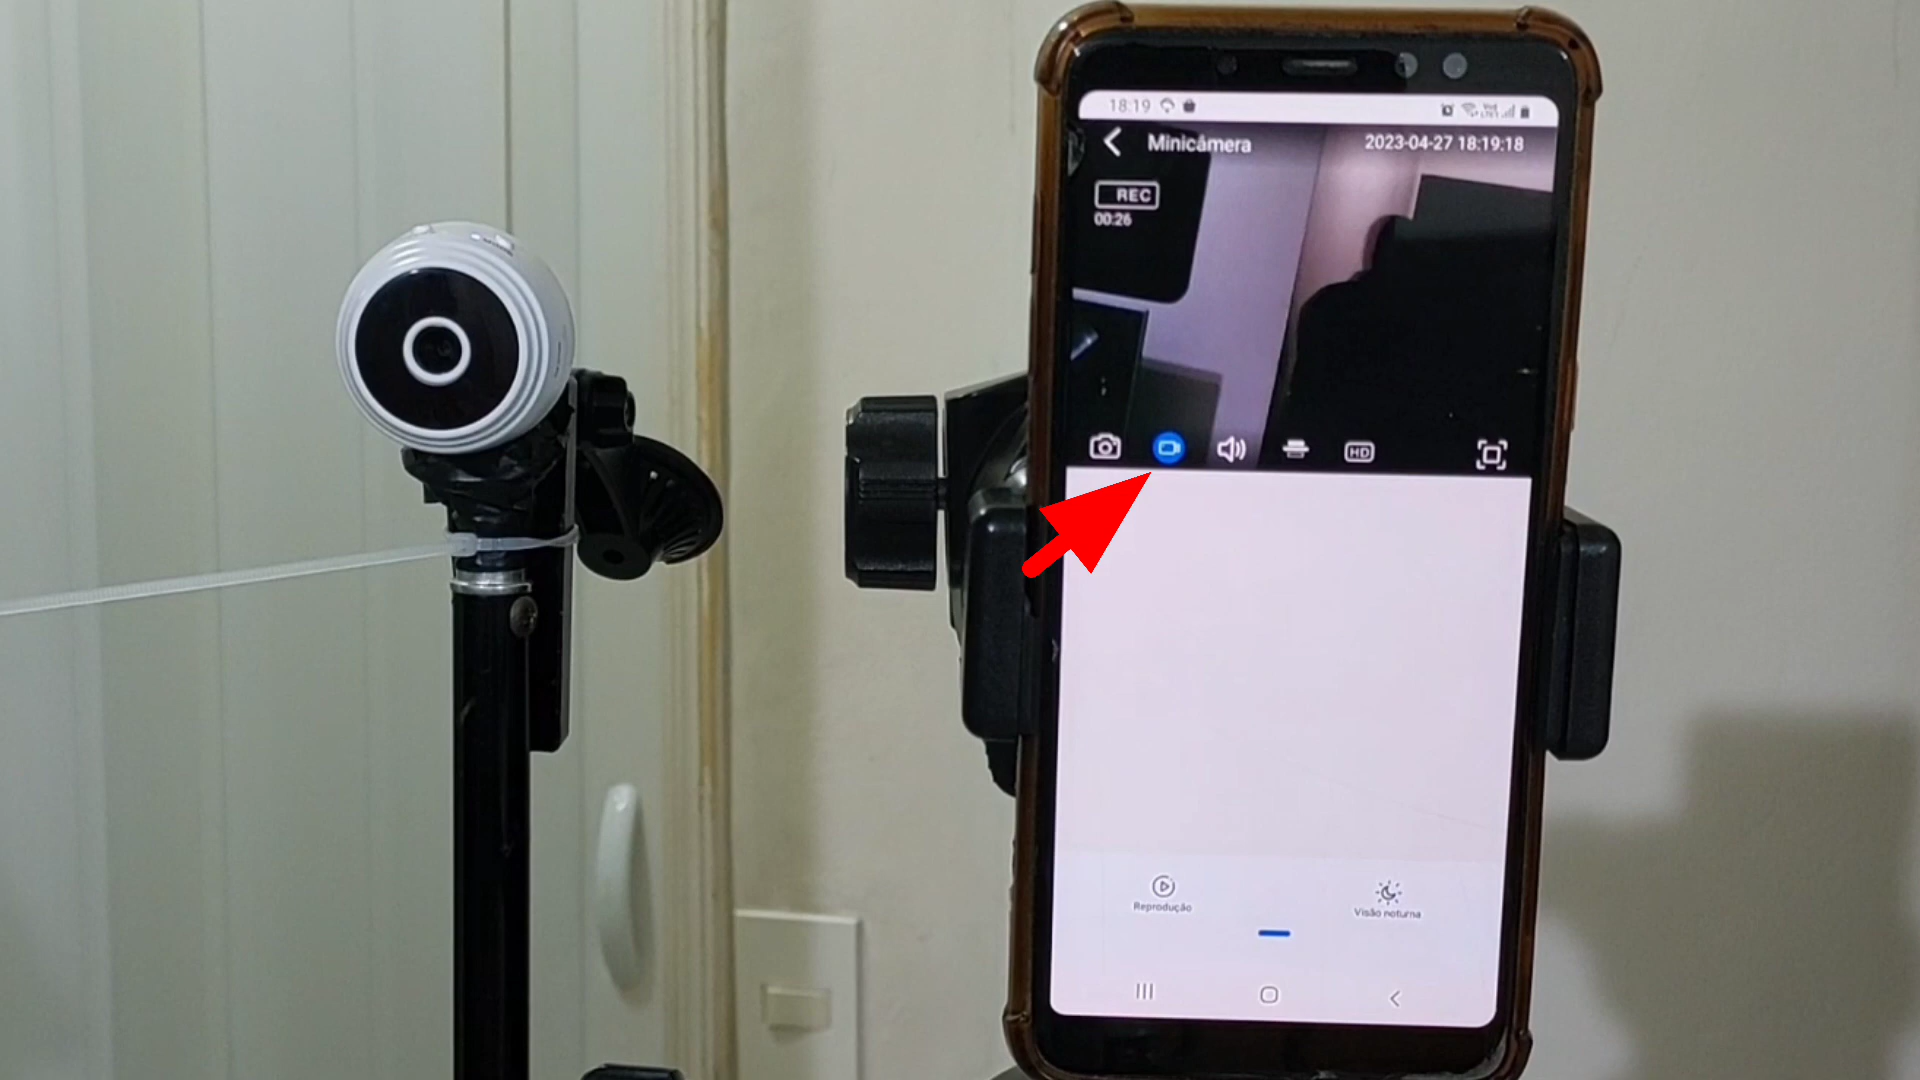 18:19
Minicâmera
2023-04-27 18:19:18
REC
00:26
HD
Reprodução
Visão noturna